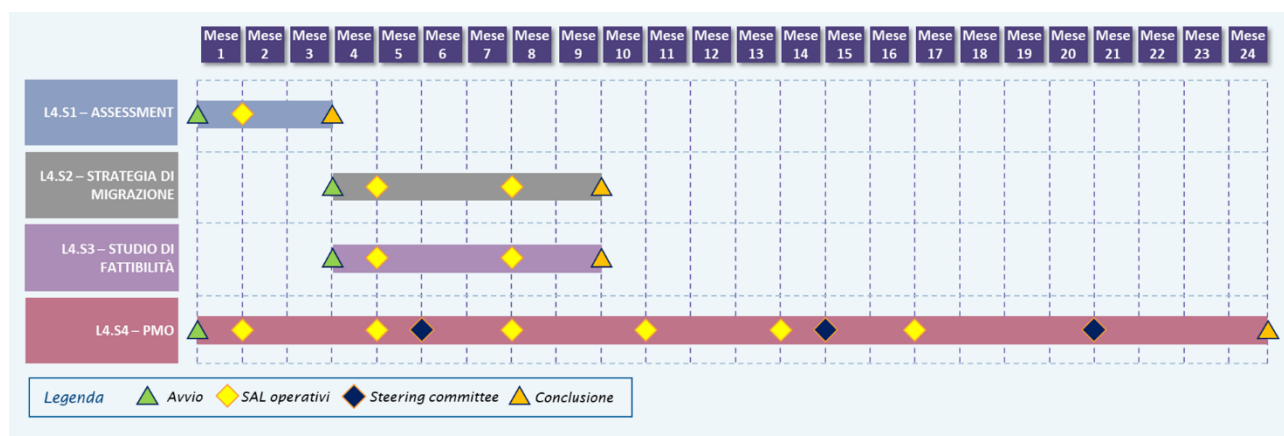 Mese 1 Mese 2 Mese 3 Mese 4 Mese 5 Mese 6 Mese 7 Mese 8 Mese 9 Mese 10 Mese 11 Mese 12 Mese 13 Mese 14 Mese 15 Mese 16 Mese 17 Mese 18 Mese 19 Mese 20 Mese 21 Mese 22 Mese 23 Mese 24
L4.S1 – ASSESSMENT
L4.S2 – STRATEGIA DI
MIGRAZIONE
L4.S3 – STUDIO DI
FATTIBILITÀ
L4.S4 – PMO
Legenda Avvio SAL operativi Steering committee Conclusione